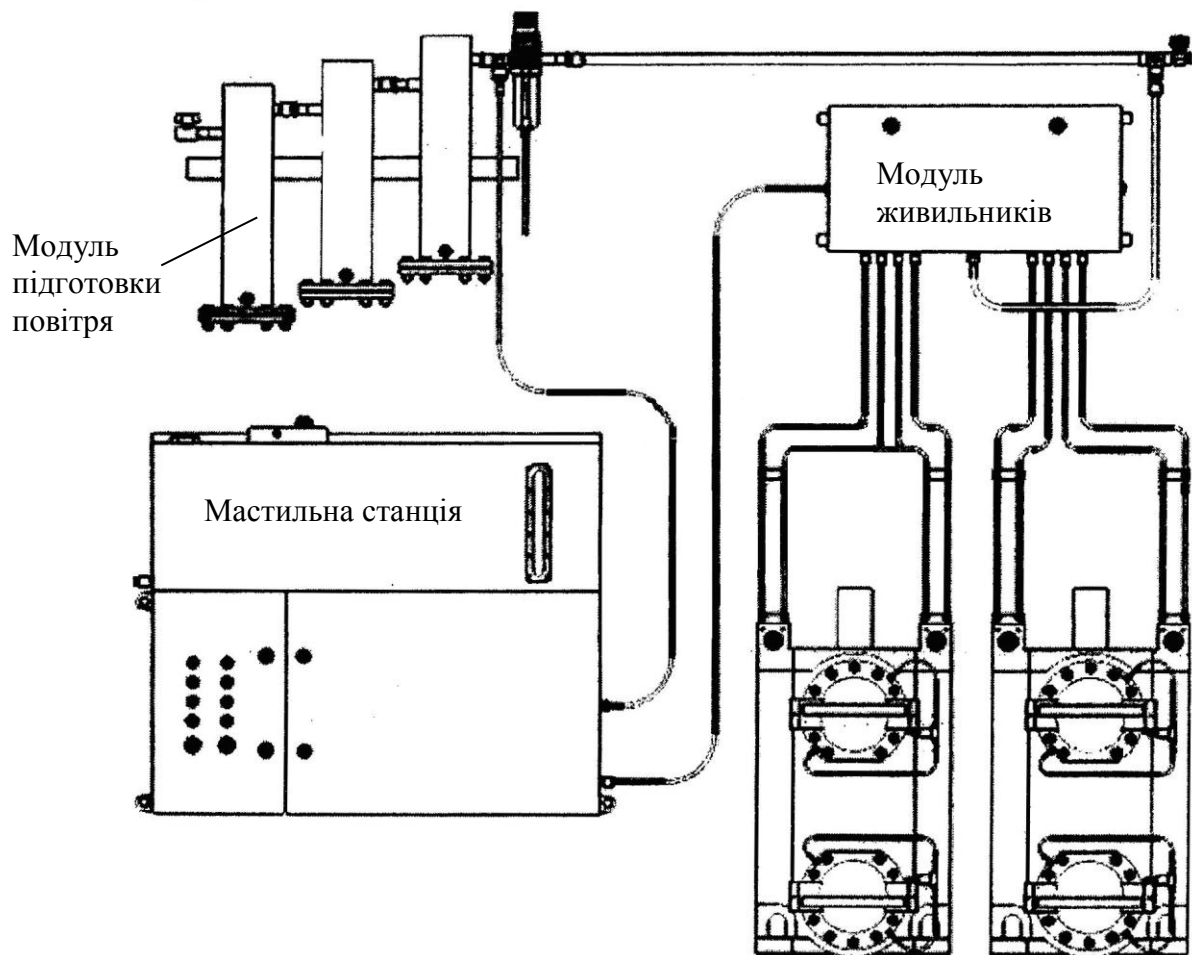 Модуль
живильників
Модуль
підготовки
повітря
Мастильна станція